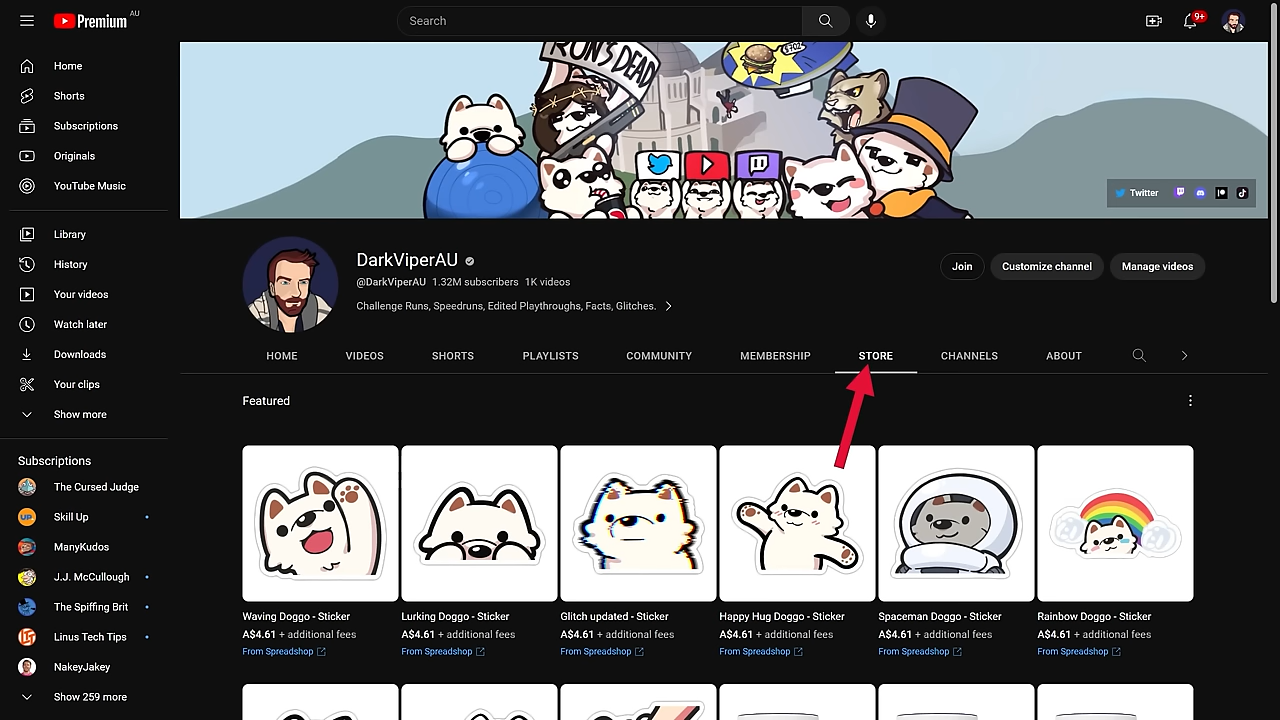 Premium AU
Search
9+
Home
Shorts
Subscriptions
Originals
YouTube Music
Library
History
Your videos
Watch later
Downloads
Your clips
Show more
Subscriptions
The Cursed Judge
Skill Up
ManyKudos
J.J. McCullough
The Spiffing Brit
Linus Tech Tips
NakeyJakey
Show 259 more
RON'S DEAD
Twitter
DarkViperAU
@DarkViperAU 1.32M subscribers 1K videos
Challenge Runs, Speedruns, Edited Playthroughs, Facts, Glitches.
Join
Customize channel
Manage videos
HOME VIDEOS SHORTS PLAYLISTS COMMUNITY MEMBERSHIP STORE CHANNELS ABOUT
Featured
Waving Doggo - Sticker
A$4.61 + additional fees
From Spreadshop
Lurking Doggo - Sticker
A$4.61 + additional fees
From Spreadshop
Glitch updated - Sticker
A$4.61 + additional fees
From Spreadshop
Happy Hug Doggo - Sticker
A$4.61 + additional fees
From Spreadshop
Spaceman Doggo - Sticker
A$4.61 + additional fees
From Spreadshop
Rainbow Doggo - Sticker
A$4.61 + additional fees
From Spreadshop